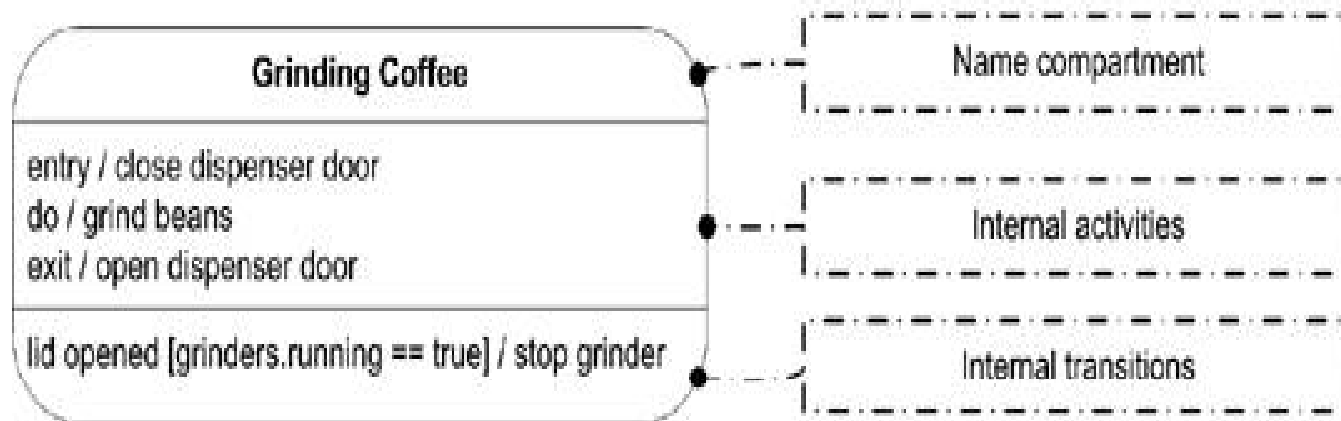 Grinding Coffee
Name compartment
entry / close dispenser door
do / grind beans
exit / open dispenser door
Internal activities
lid opened [grinders.running == true] / stop grinder
Internal transitions